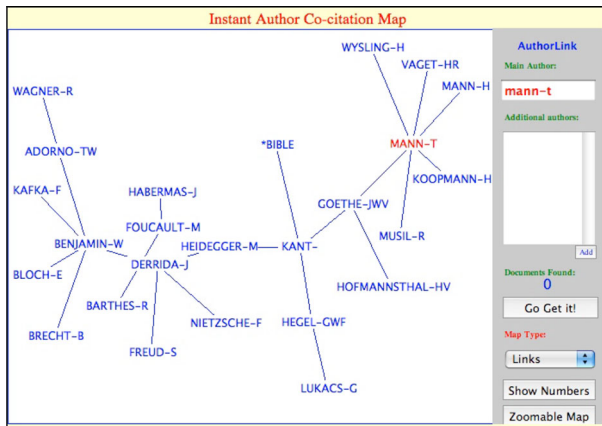 Instant Author Co-citation Map
WYSLING-H
VAGET-HR
MANN-H
WAGNER-R
*BIBLE
MANN-T
ADORNO-TW
KOOPMANN-H
KAFKA-F
HABERMAS-J
GOETHE-JWV
FOUCAULT-M
MUSIL-R
BENJAMIN-W
HEIDEGGER-M
KANT-
DERRIDA-J
BLOCH-E
HOFMANNSTHAL-HV
BARTHES-R
NIETZSCHE-F
HEGEL-GWF
BRECHT-B
FREUD-S
LUKACS-G
AuthorLink
Main Author:
mann-t
Additional authors:
Add
Documents Found:
0
Go Get it!
Map Type:
Links
Show Numbers
Zoomable Map